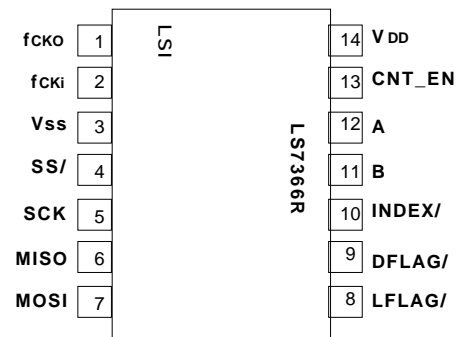 fCKO 1
fCKi 2
Vss 3
SS/ 4
SCK 5
MISO 6
MOSI 7
LSI
LS7366R
14 VDD
13 CNT_EN
12 A
11 B
10 INDEX/
9 DFLAG/
8 LFLAG/